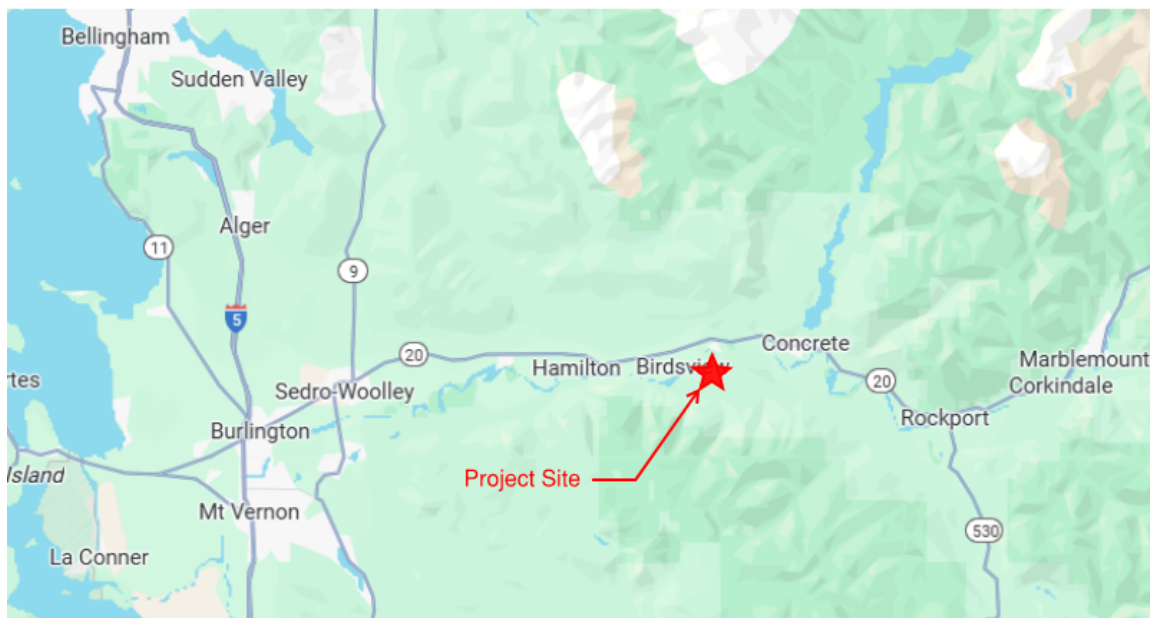 Bellingham
Sudden Valley
Alger
11
9
5
20
Concrete
Hamilton
Birdsview
Marblemount
Corkindale
Sedro-Woolley
20
Rockport
Burlington
Island
Project Site
Mt Vernon
530
La Conner